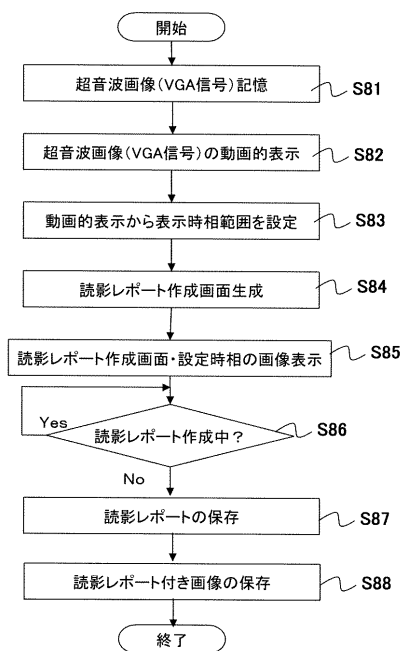 開始
超音波画像(VGA信号)記憶
S81
超音波画像(VGA信号)の動画的表示
S82
動画的表示から表示時相範囲を設定
S83
読影レポート作成画面生成
S84
読影レポート作成画面・設定時相の画像表示
S85
Yes
読影レポート作成中?
S86
No
読影レポートの保存
S87
読影レポート付き画像の保存
S88
終了